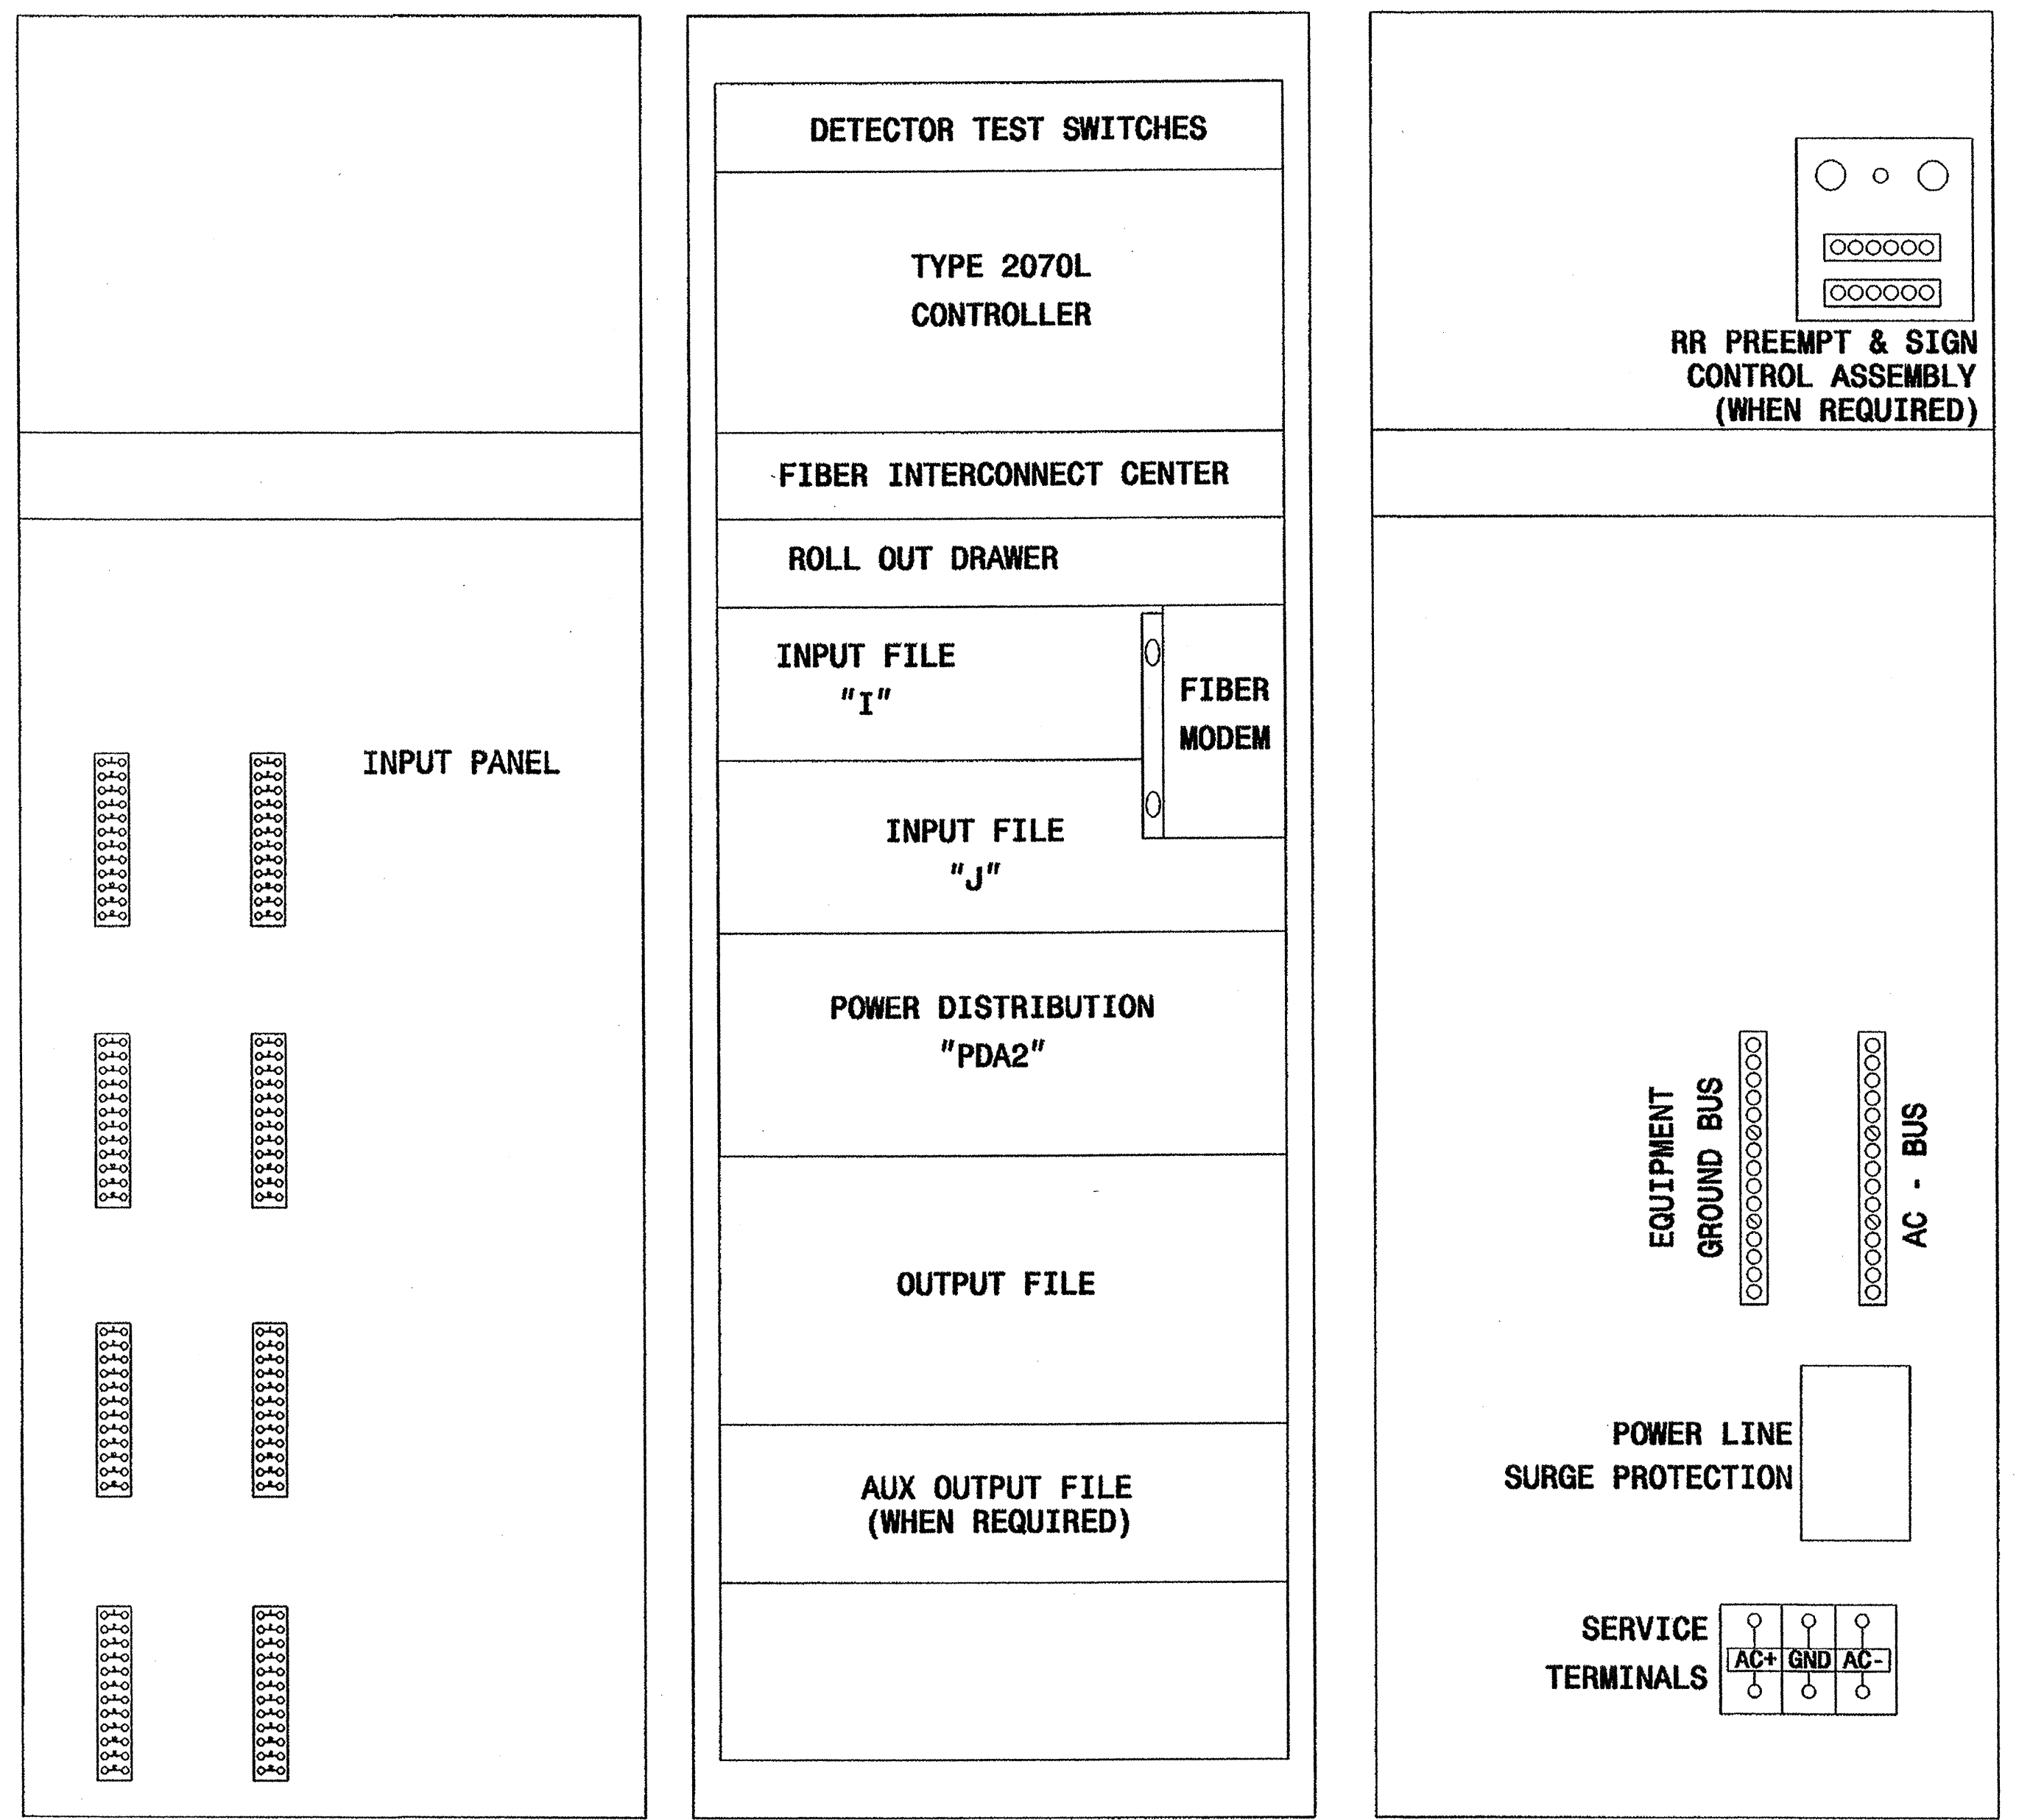 INPUT PANEL
DETECTOR TEST SWITCHES
TYPE 2070L
CONTROLLER
FIBER INTERCONNECT CENTER
ROLL OUT DRAWER
INPUT FILE
"I"
FIBER
MODEM
INPUT FILE
"J"
POWER DISTRIBUTION
"PDA2"
OUTPUT FILE
AUX OUTPUT FILE
(WHEN REQUIRED)
RR PREEMPT & SIGN
CONTROL ASSEMBLY
(WHEN REQUIRED)
EQUIPMENT
GROUND BUS
AC - BUS
POWER LINE
SURGE PROTECTION
SERVICE
TERMINALS
AC+ GND AC-